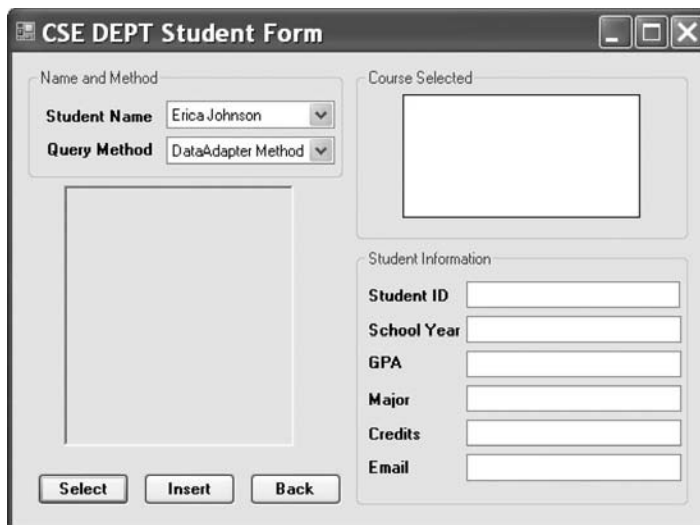 CSE DEPT Student Form
Name and Method
Student Name Erica Johnson
Query Method DataAdapter Method
Course Selected
Student Information
Student ID
School Year
GPA
Major
Credits
Email
Select Insert Back